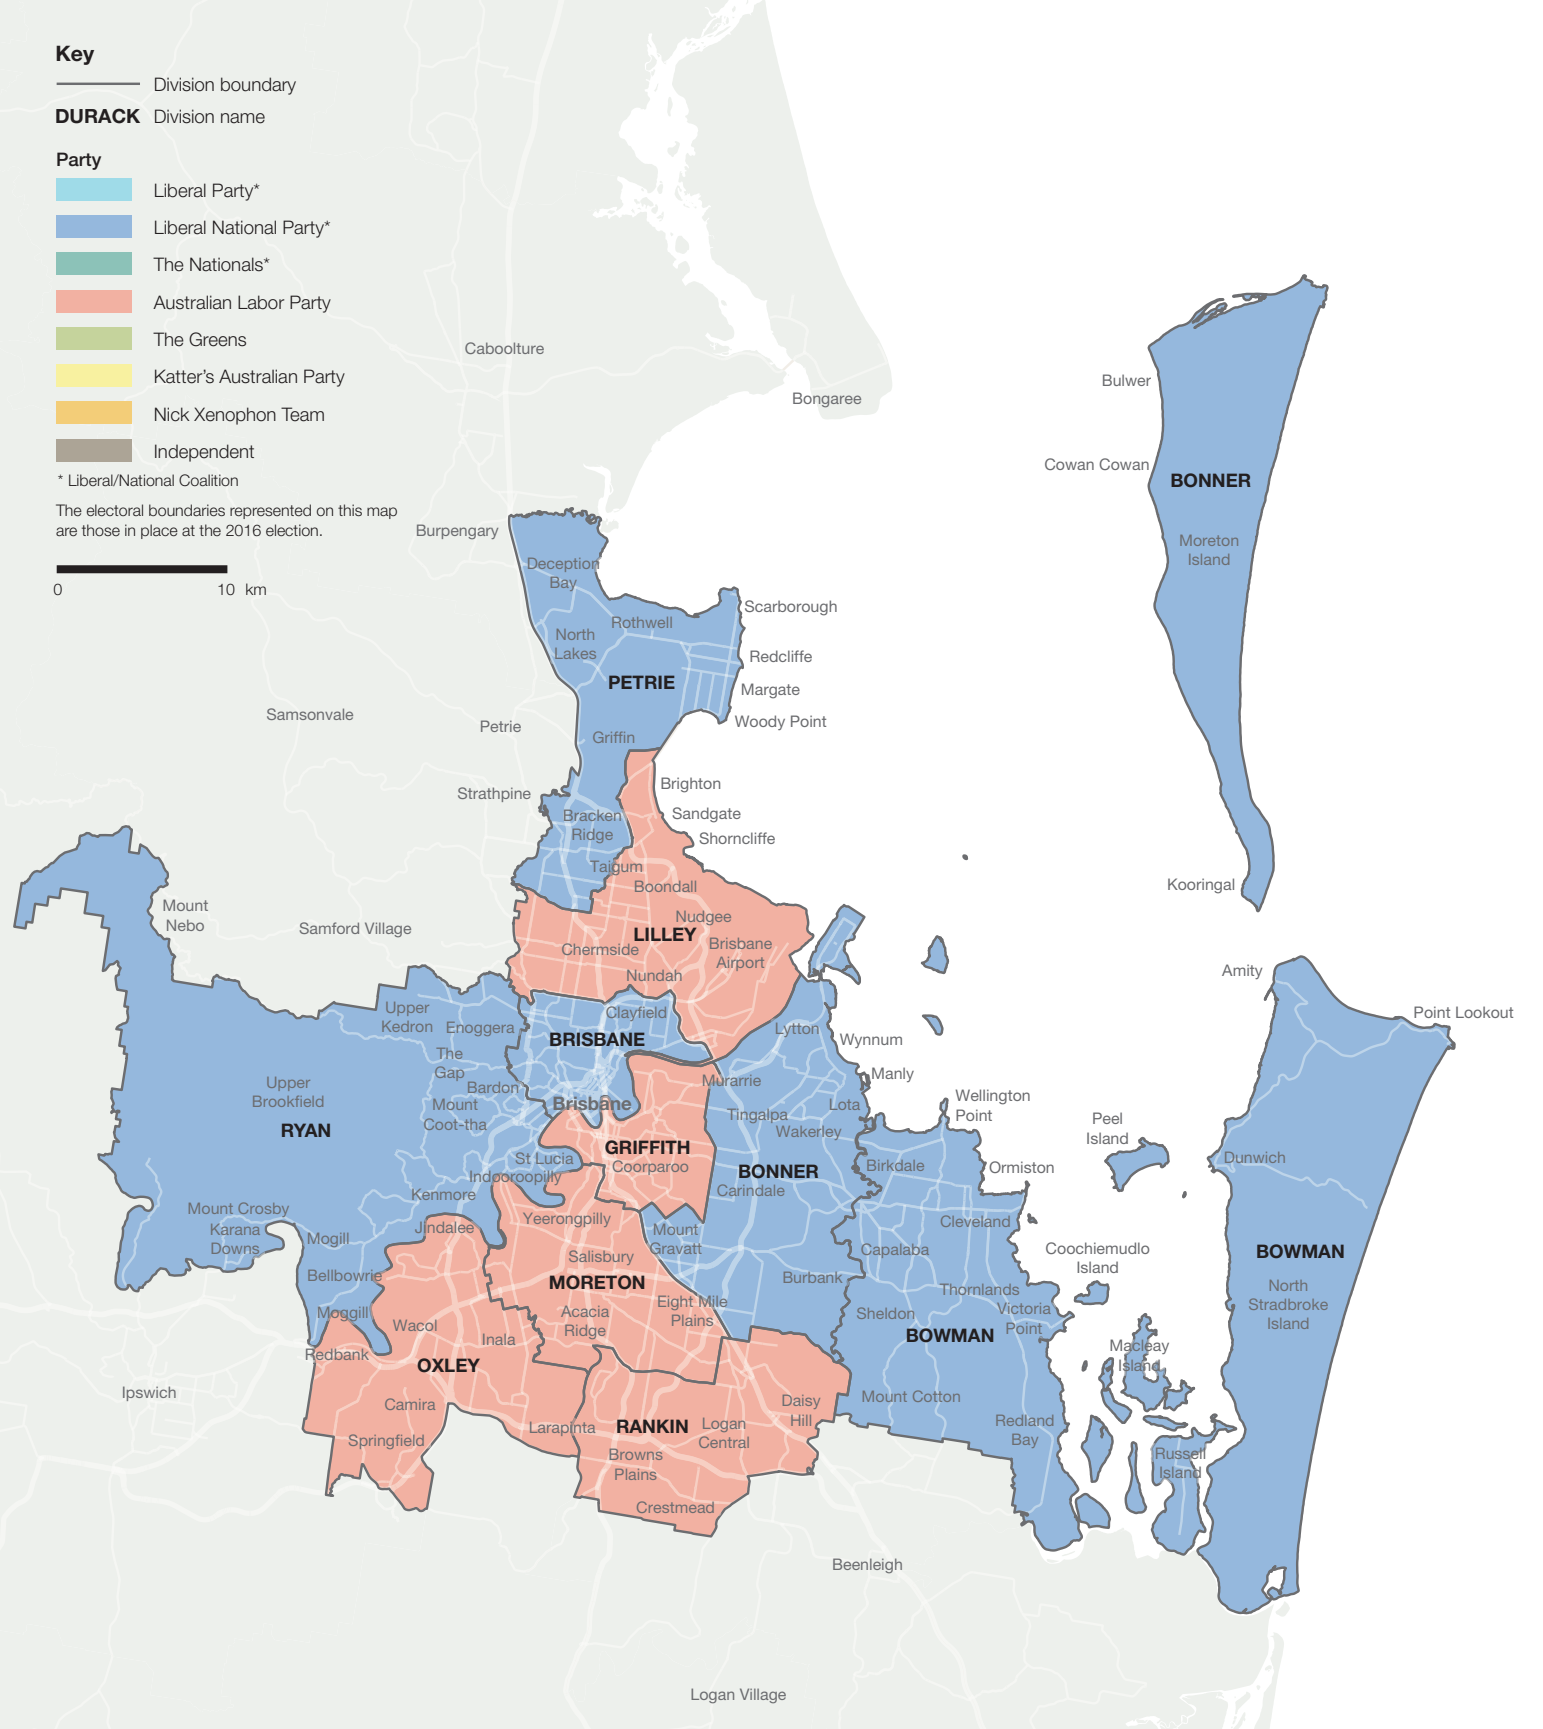 Key
Division boundary
DURACK Division name
Party
Liberal Party*
Liberal National Party*
The Nationals*
Australian Labor Party
The Greens
Katter's Australian Party
Nick Xenophon Team
Independent
* Liberal/National Coalition
The electoral boundaries represented on this map
are those in place at the 2016 election.
0 10 km
Caboolture
Bongaree
Bulwer
Cowan Cowan
BONNER
Moreton
Island
Burpengary
Deception
Bay
Scarborough
Rothwell
North
Lakes
Redcliffe
PETRIE
Margate
Woody Point
Samsonvale
Petrie
Griffin
Strathpine
Brighton
Sandgate
Bracken
Ridge
Shorncliffe
Taigum
Boondall
Kooringal
Mount
Nebo
Samford Village
Nudgee
LILLEY
Chermside
Brisbane
Airport
Nundah
Amity
Point Lookout
Upper
Kedron
Enoggera
Clayfield
BRISBANE
Lytton
Wynnum
The
Gap
Bardon
Murarrie
Manly
Upper
Brookfield
Mount
Coot-tha
Brisbane
Tingalpa
Lota
Wakerley
Wellington
Point
Peel
Island
RYAN
GRIFFITH
Coorparoo
St Lucia
Indooroopilly
BONNER
Carindale
Birkdale
Ormiston
Dunwich
Kenmore
Mount Crosby
Karana
Downs
Mogill
Jindalee
Yeerongpilly
Mount
Gravatt
Cleveland
Capalaba
Salisbury
Coochiemudlo
Island
BOWMAN
Bellbowrie
MORETON
Burbank
Thornlands
North
Stradbroke
Island
Moggill
Wacol
Acacia
Ridge
Eight Mile
Plains
Sheldon
Victoria
Point
BOWMAN
Inala
Redbank
OXLEY
Macleay
Island
Ipswich
Camira
Daisy
Hill
Mount Cotton
Springfield
Larapinta
RANKIN
Logan
Central
Redland
Bay
Browns
Plains
Russell
Island
Crestmead
Beenleigh
Logan Village